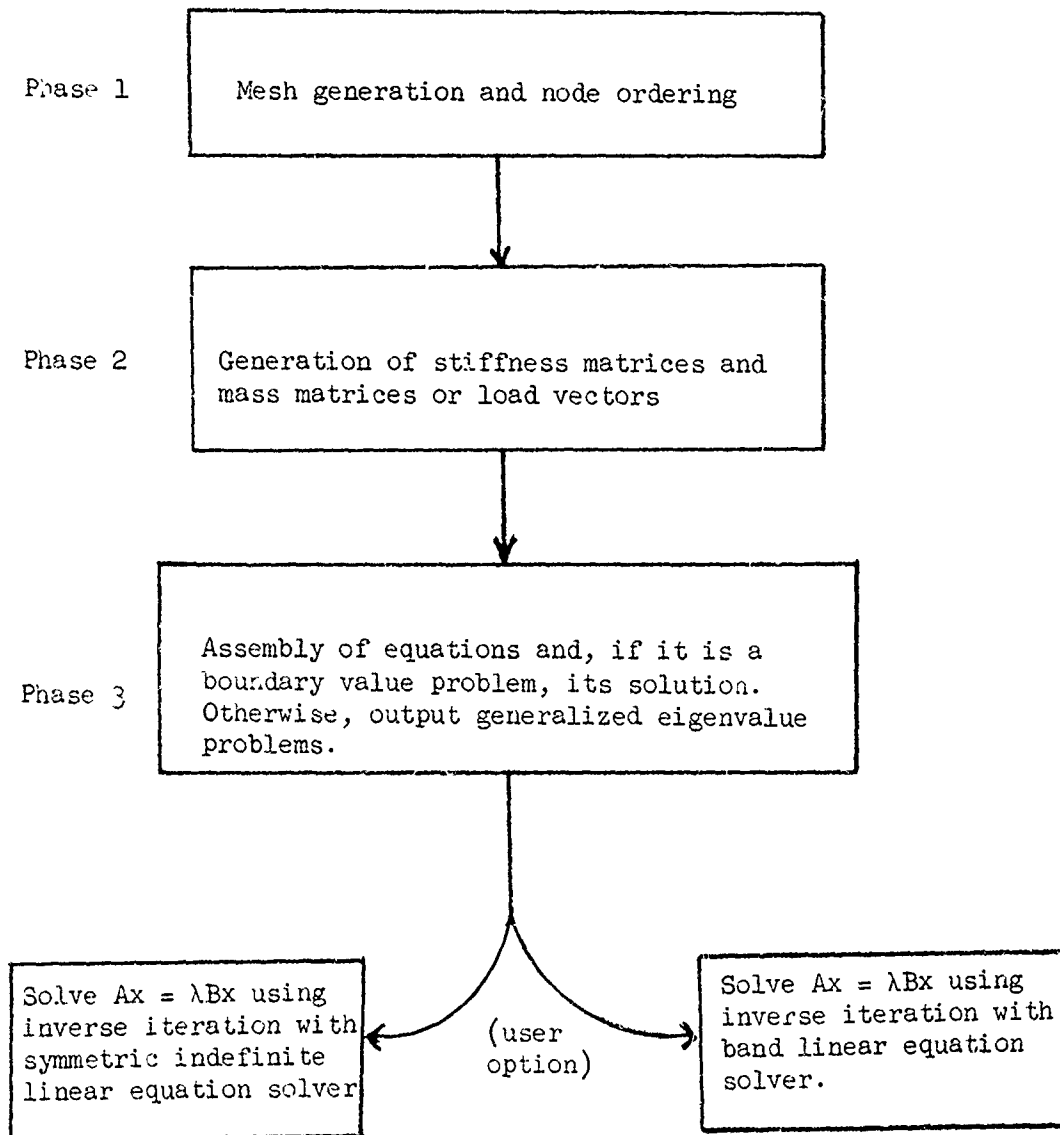 Phase 1
Mesh generation and node ordering
Phase 2
Generation of stiffness matrices and
mass matrices or load vectors
Phase 3
Assembly of equations and, if it is a
boundary value problem, its solution.
Otherwise, output generalized eigenvalue
problems.
Solve Ax = λBx using
inverse iteration with
symmetric indefinite
linear equation solver
(user
option)
Solve Ax = λBx using
inverse iteration with
band linear equation
solver.